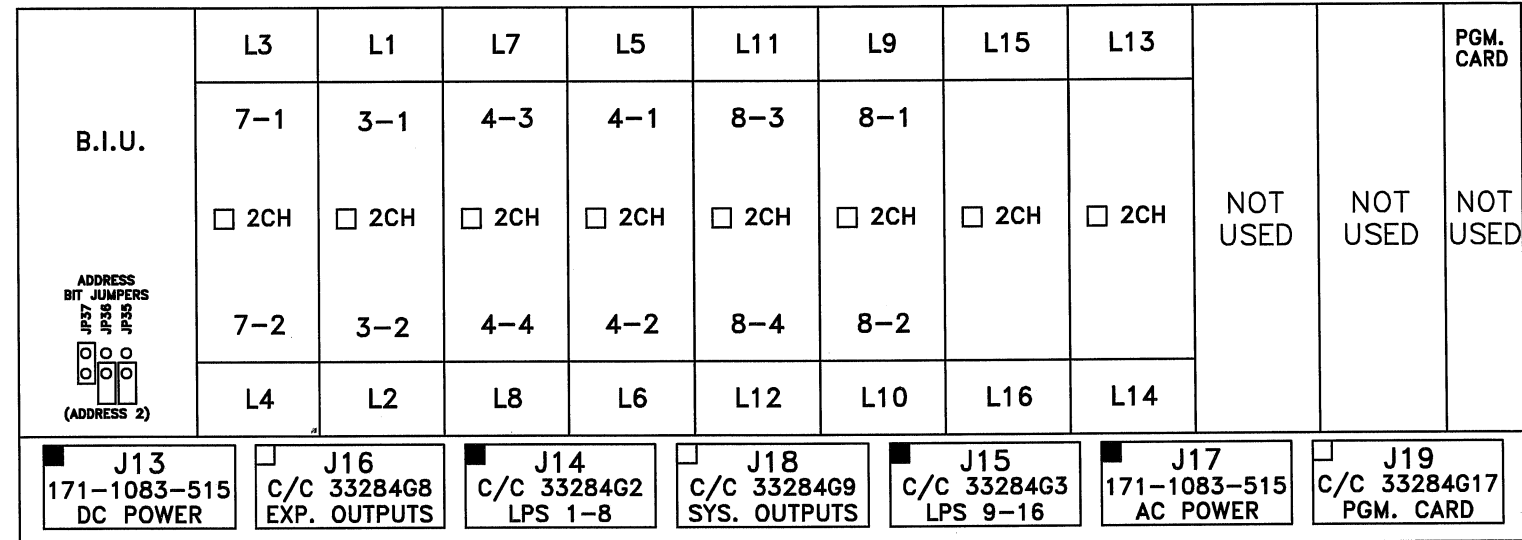 L3 L1 L7 L5 L11 L9 L15 L13 PGM.
CARD
B.I.U. 7-1 3-1 4-3 4-1 8-3 8-1
2CH 2CH 2CH 2CH 2CH 2CH 2CH 2CH
NOT NOT NOT
USED USED USED
ADDRESS
BIT JUMPERS
JP37 JP36 JP35
7-2 3-2 4-4 4-2 8-4 8-2
(ADDRESS 2)
L4 L2 L8 L6 L12 L10 L16 L14
J13
171-1083-515
DC POWER
J16
C/C 33284G8
EXP. OUTPUTS
J14
C/C 33284G2
LPS 1-8
J18
C/C 33284G9
SYS. OUTPUTS
J15
C/C 33284G3
LPS 9-16
J17
171-1083-515
AC POWER
J19
C/C 33284G17
PGM. CARD